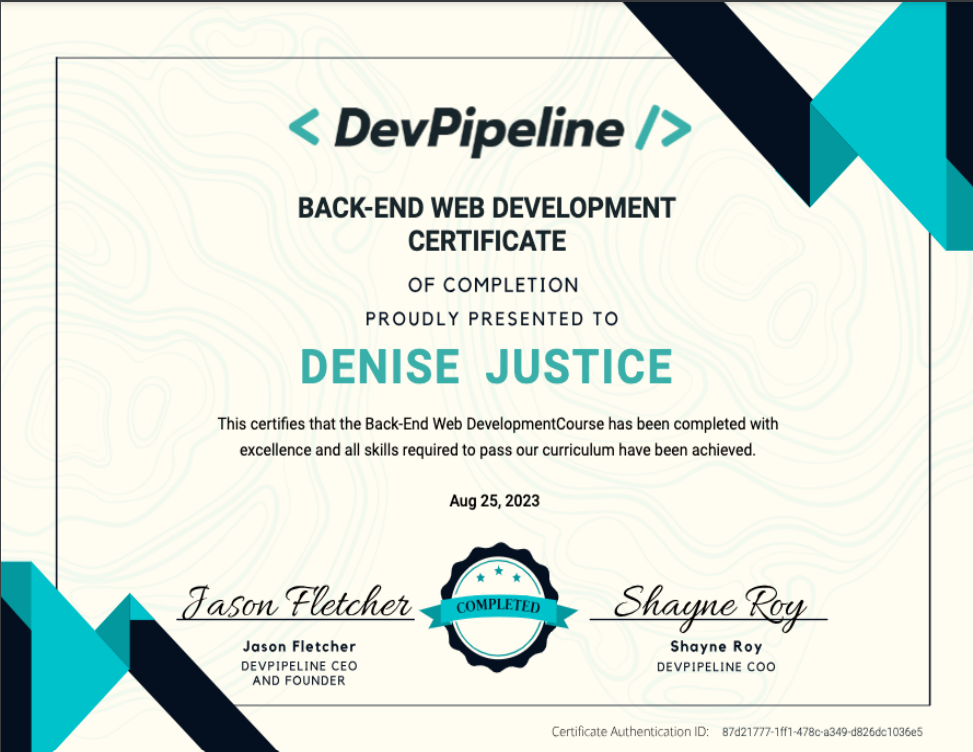 < DevPipeline />
BACK-END WEB DEVELOPMENT
CERTIFICATE
OF COMPLETION
PROUDLY PRESENTED TO
DENISE JUSTICE
This certifies that the Back-End Web DevelopmentCourse has been completed with
excellence and all skills required to pass our curriculum have been achieved.
Aug 25, 2023
Jason Fletcher
COMPLETED
Shayne Roy
Jason Fletcher
DEVPIPELINE CEO
AND FOUNDER
Shayne Roy
DEVPIPELINE COO
Certificate Authentication ID: 87d21777-1ff1-478c-a349-d826dc1036e5